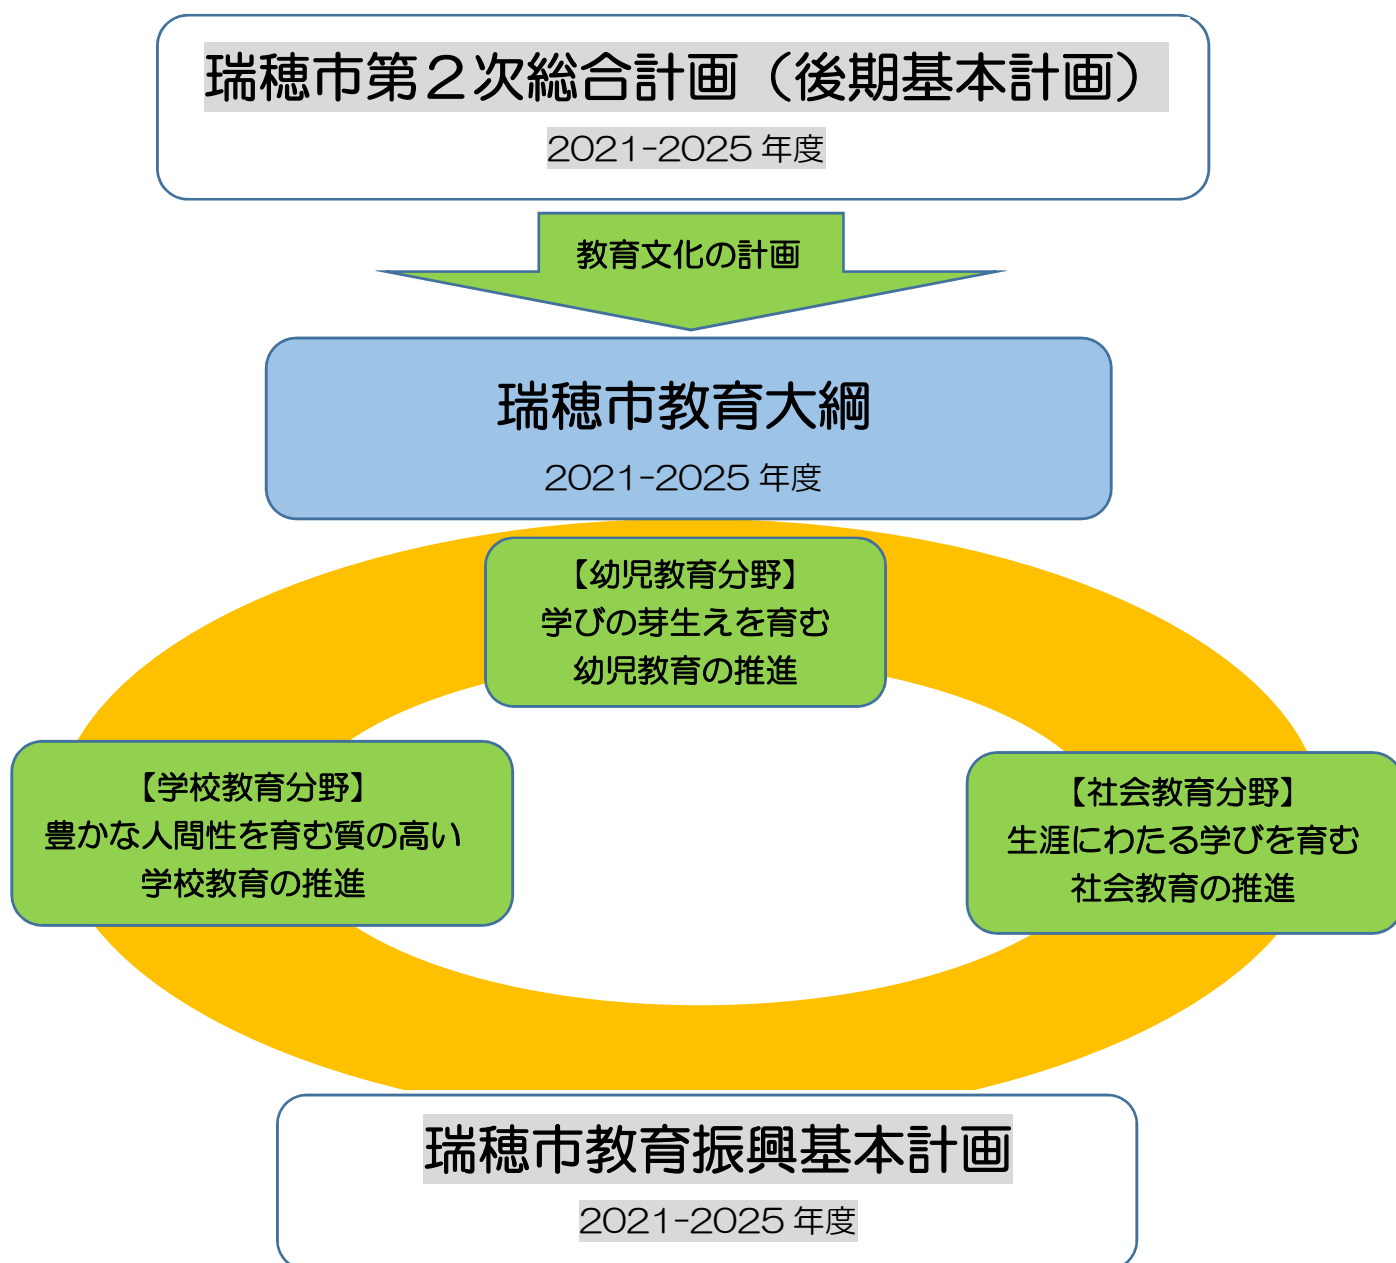 瑞穂市第２次総合計画（後期基本計画）
2021-2025 年度
教育文化の計画
瑞穂市教育大綱
2021-2025 年度
【幼児教育分野】
学びの芽生えを育む
幼児教育の推進
【学校教育分野】
豊かな人間性を育む質の高い
学校教育の推進
【社会教育分野】
生涯にわたる学びを育む
社会教育の推進
瑞穂市教育振興基本計画
2021-2025 年度